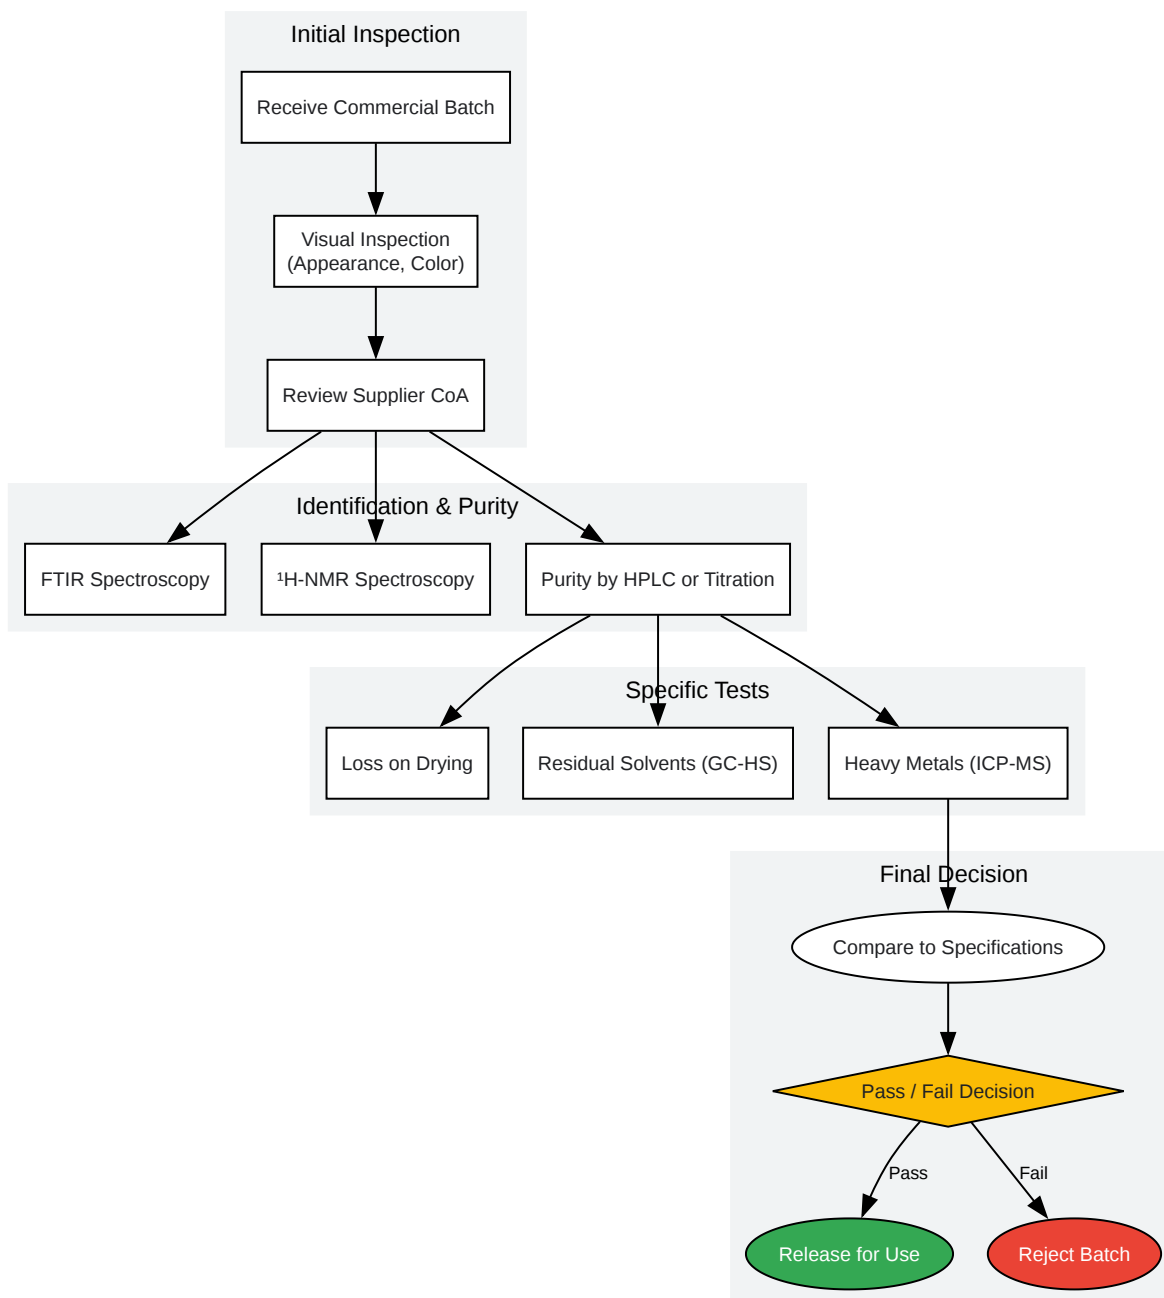 Initial Inspection
Receive Commercial Batch
Visual Inspection
(Appearance, Color)
Review Supplier CoA
Identification & Purity
FTIR Spectroscopy
¹H-NMR Spectroscopy
Purity by HPLC or Titration
Specific Tests
Loss on Drying
Residual Solvents (GC-HS)
Heavy Metals (ICP-MS)
Final Decision
Compare to Specifications
Pass / Fail Decision
Pass
Fail
Release for Use
Reject Batch